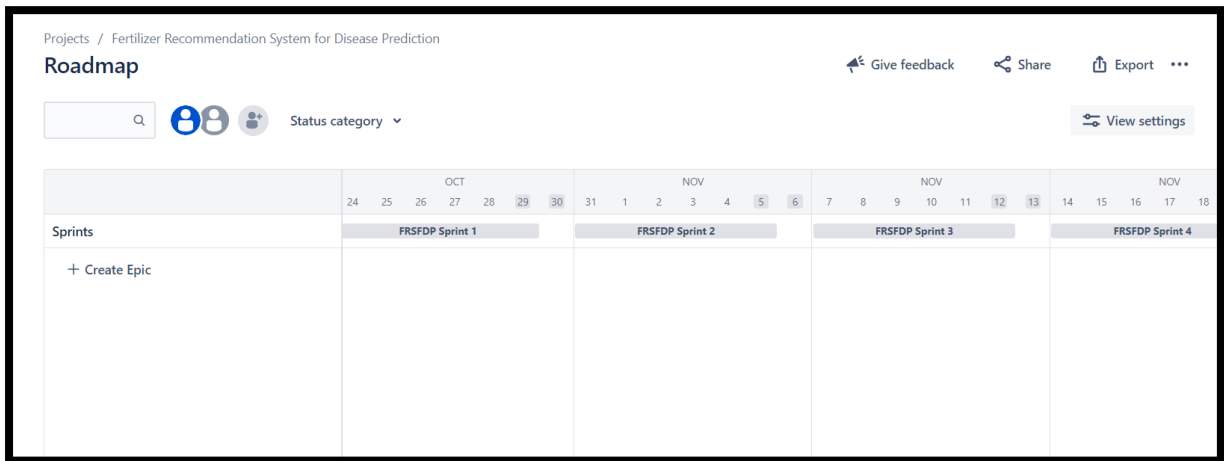 Projects / Fertilizer Recommendation System for Disease Prediction
Roadmap
Give feedback
Share
Export
Status category
View settings
OCT NOV NOV NOV
24 25 26 27 28 29 30 31 1 2 3 4 5 6 7 8 9 10 11 12 13 14 15 16 17 18
Sprints FRSFDP Sprint 1 FRSFDP Sprint 2 FRSFDP Sprint 3 FRSFDP Sprint 4
+ Create Epic